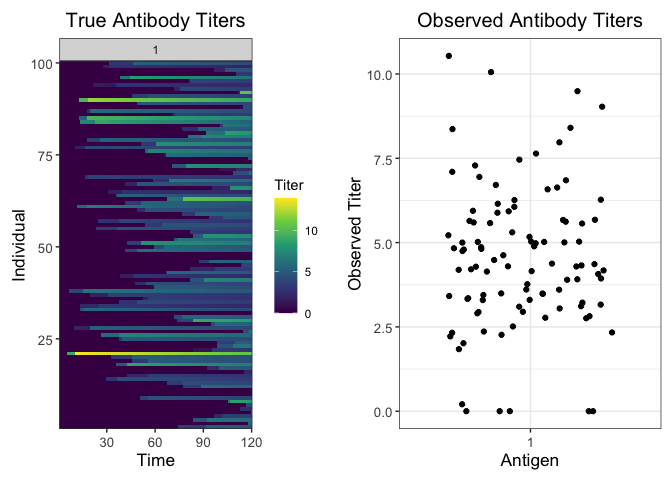 True Antibody Titers
1
100
75
50
25
Individual
30 60 90 120
Time
Titer
10
5
0
Observed Antibody Titers
10.0
7.5
5.0
2.5
0.0
Observed Titer
1
Antigen